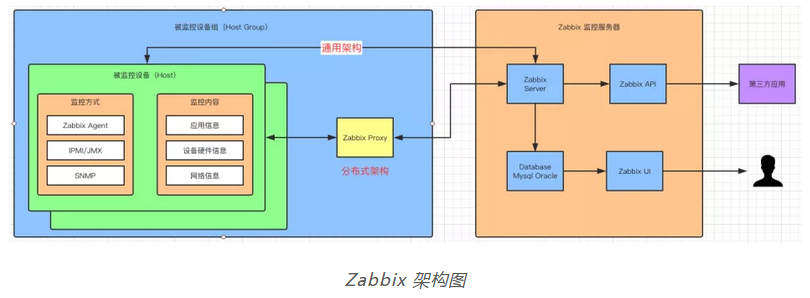 被监控设备组（Host Group）
Zabbix 监控服务器
通用架构
被监控设备（Host）
监控方式
Zabbix Agent
IPMI/JMX
SNMP
监控内容
应用信息
设备硬件信息
网络信息
Zabbix Proxy
分布式架构
Zabbix
Server
Zabbix API
第三方应用
Database
Mysql Oracle
Zabbix UI
Zabbix 架构图